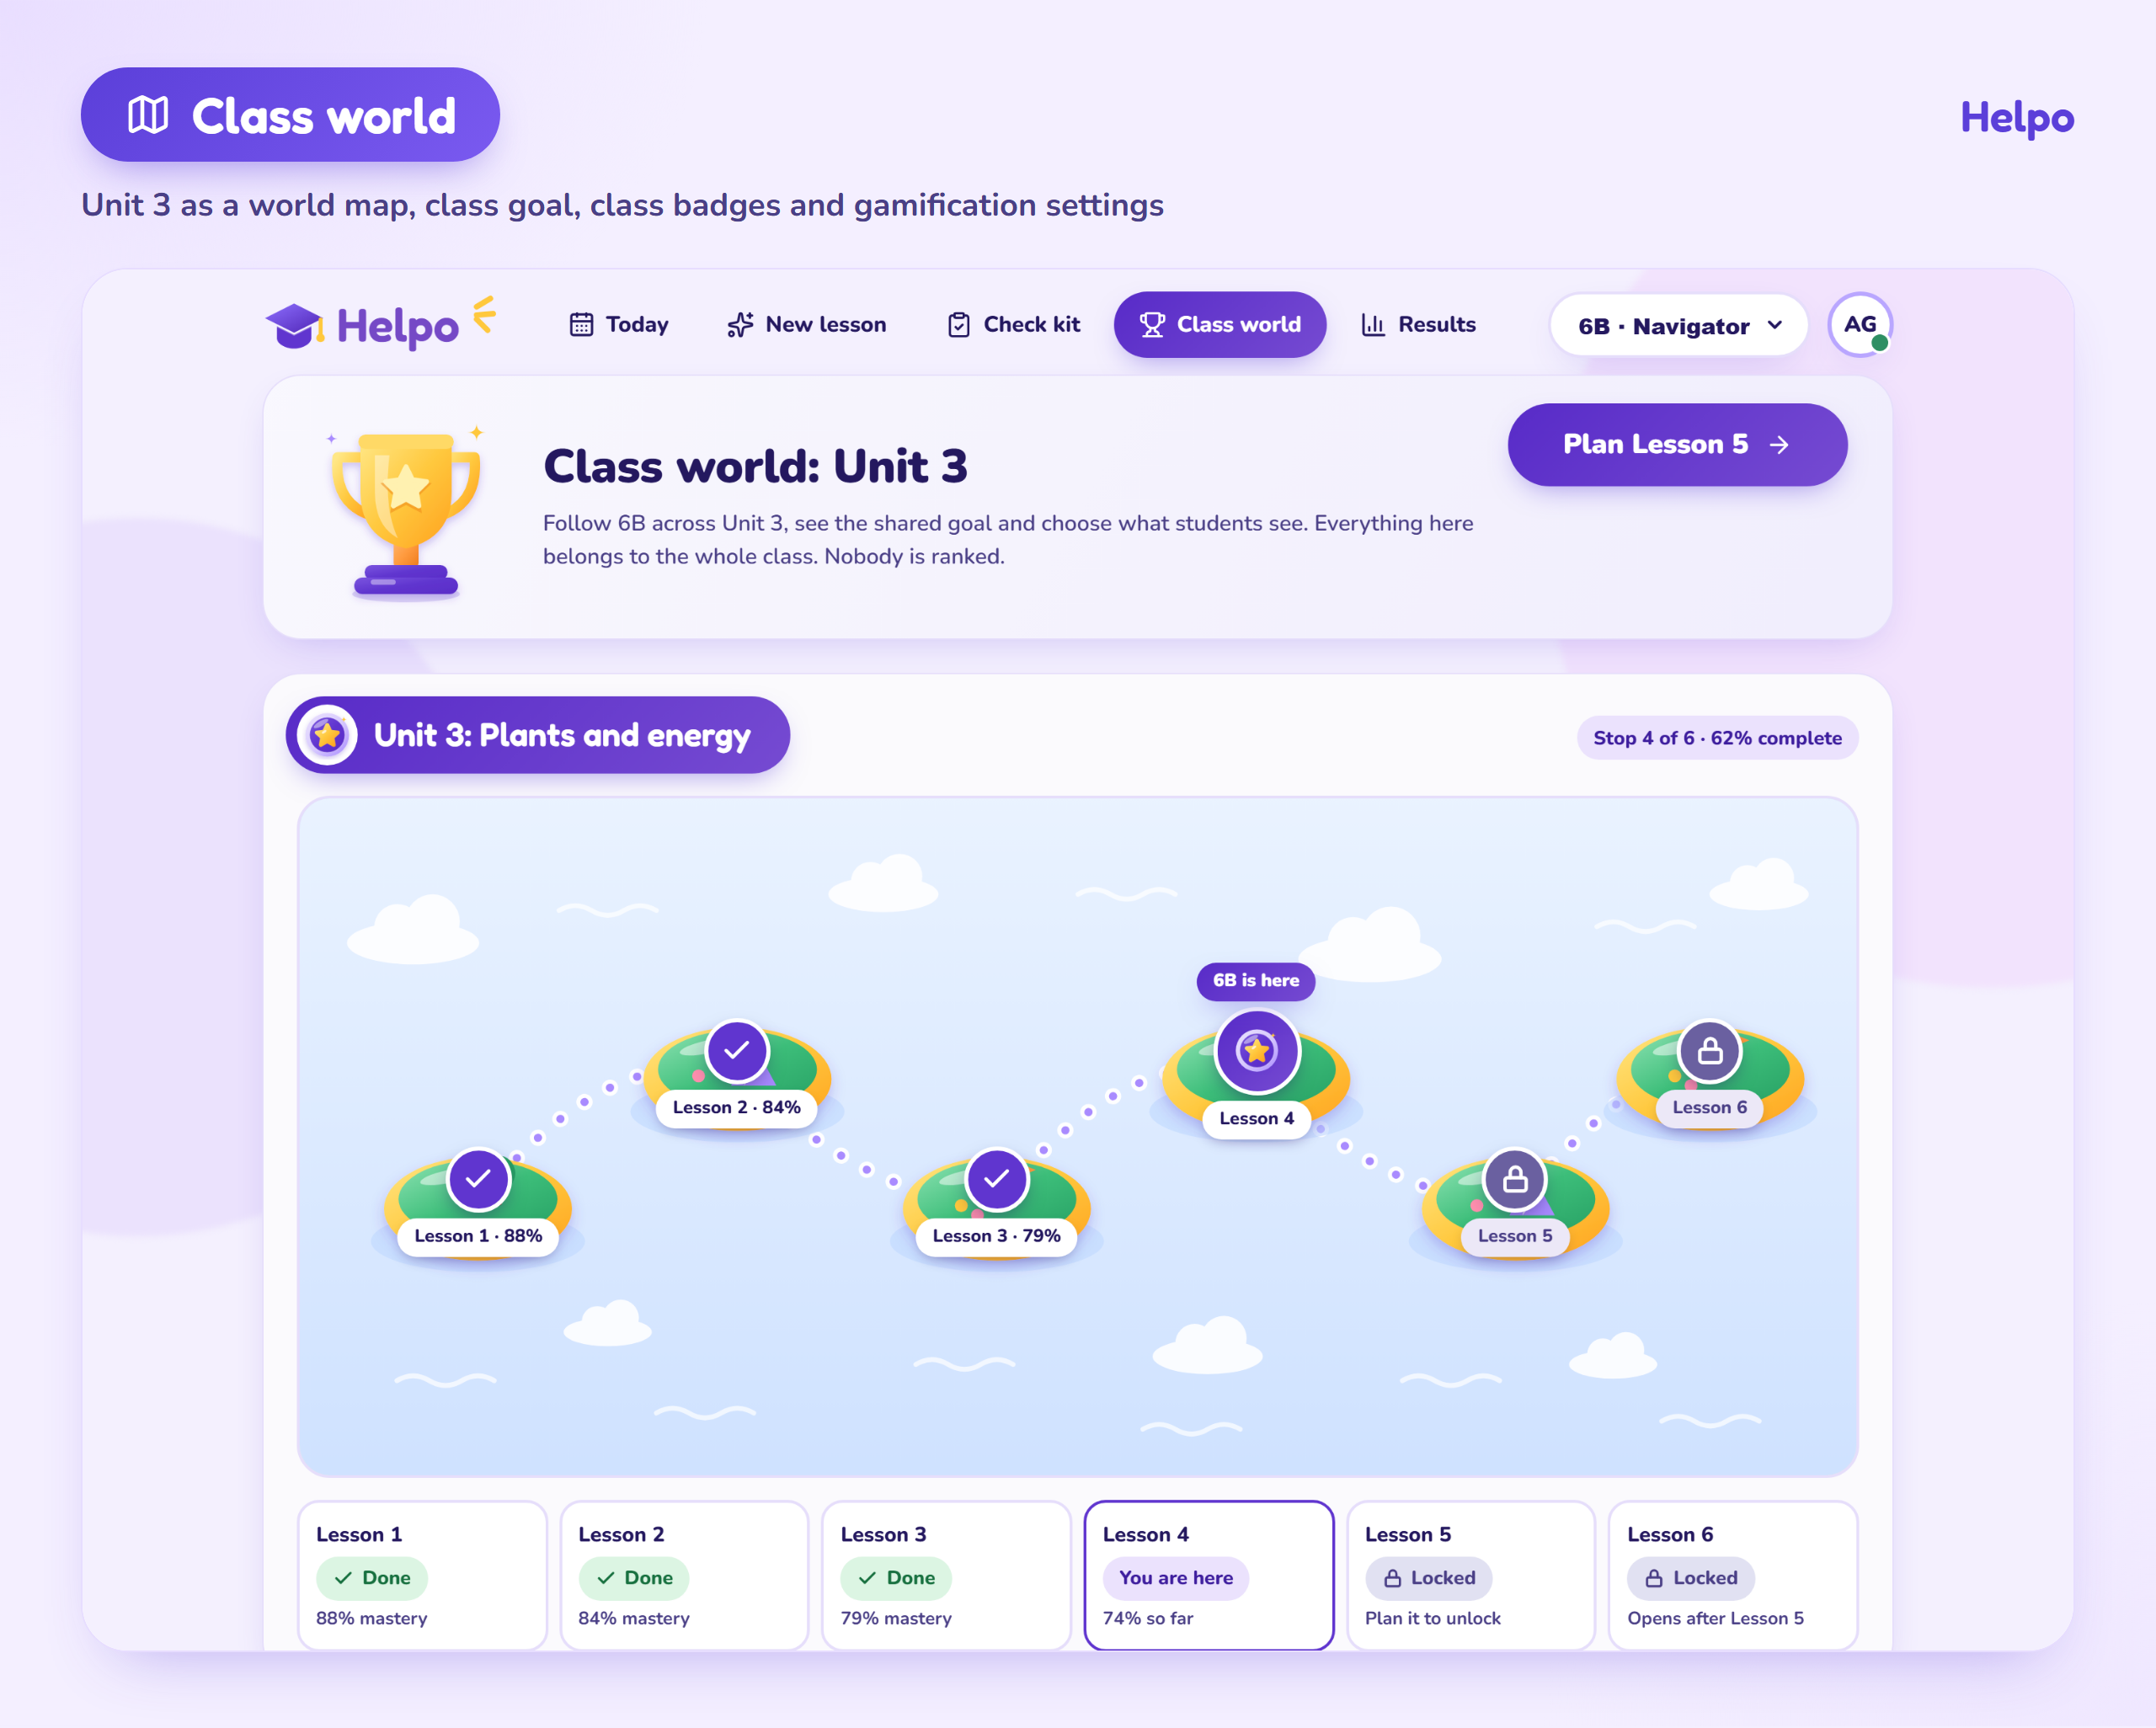 Class world
Helpo
Unit 3 as a world map, class goal, class badges and gamification settings
Helpo
Today
New lesson
Check kit
Class world
Results
6B · Navigator
AG
Class world: Unit 3
Follow 6B across Unit 3, see the shared goal and choose what students see. Everything here
belongs to the whole class. Nobody is ranked.
Plan Lesson 5
Unit 3: Plants and energy
Stop 4 of 6 · 62% complete
6B is here
Lesson 2 · 84%
Lesson 4
Lesson 6
Lesson 1 · 88%
Lesson 3 · 79%
Lesson 5
Lesson 1
Done
88% mastery
Lesson 2
Done
84% mastery
Lesson 3
Done
79% mastery
Lesson 4
You are here
74% so far
Lesson 5
Locked
Plan it to unlock
Lesson 6
Locked
Opens after Lesson 5